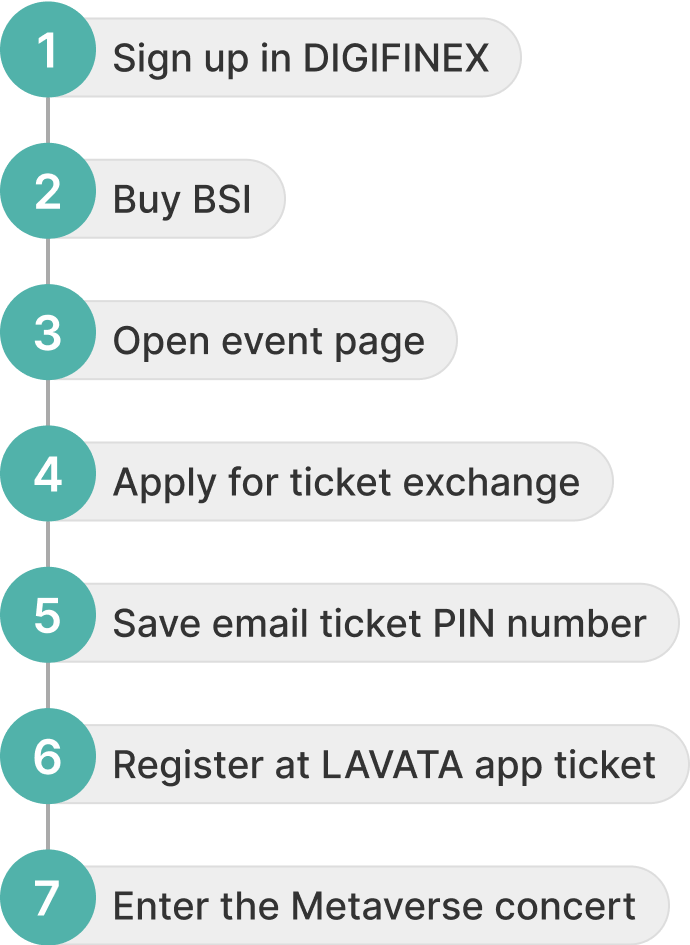 1 Sign up in DIGIFINEX
2 Buy BSI
3 Open event page
4 Apply for ticket exchange
5 Save email ticket PIN number
6 Register at LAVATA app ticket
7 Enter the Metaverse concert